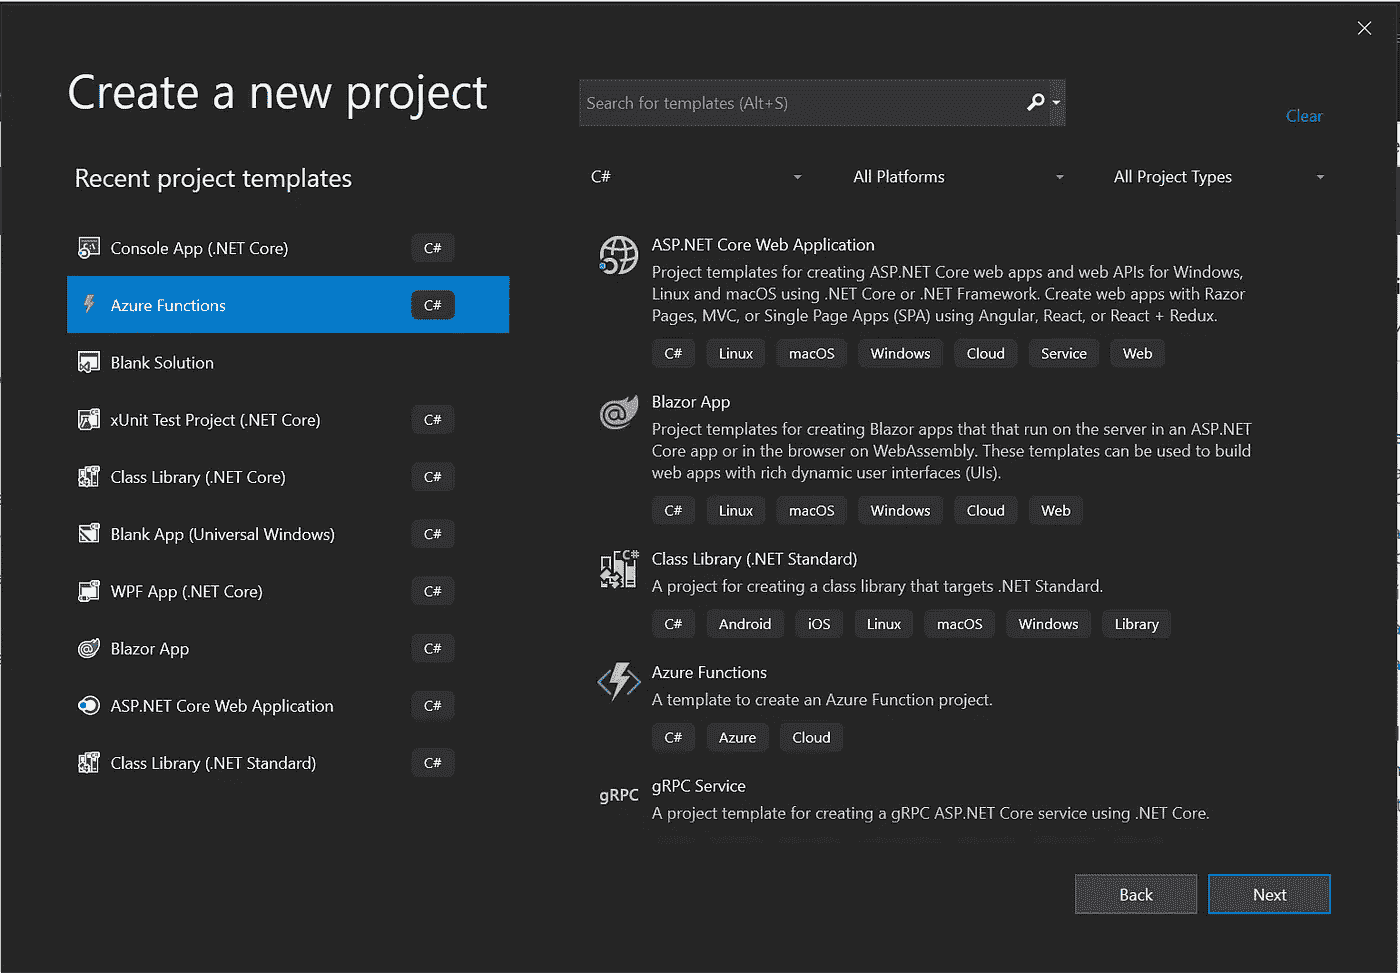 Create a new project
Search for templates (Alt+S)
Clear
Recent project templates
C#
All Platforms
All Project Types
Console App (.NET Core)
C#
Azure Functions
C#
Blank Solution
xUnit Test Project (.NET Core)
C#
Class Library (.NET Core)
C#
Blank App (Universal Windows)
C#
WPF App (.NET Core)
C#
Blazor App
C#
ASP.NET Core Web Application
C#
Class Library (.NET Standard)
C#
ASP.NET Core Web Application
Project templates for creating ASP.NET Core web apps and web APIs for Windows,
Linux and macOS using .NET Core or .NET Framework. Create web apps with Razor
Pages, MVC, or Single Page Apps (SPA) using Angular, React, or React + Redux.
C# Linux macOS Windows Cloud Service Web
Blazor App
Project templates for creating Blazor apps that that run on the server in an ASP.NET
Core app or in the browser on WebAssembly. These templates can be used to build
web apps with rich dynamic user interfaces (UIs).
C# Linux macOS Windows Cloud Web
C#
Class Library (.NET Standard)
A project for creating a class library that targets .NET Standard.
C# Android iOS Linux macOS Windows Library
Azure Functions
A template to create an Azure Function project.
C# Azure Cloud
gRPC
gRPC Service
A project template for creating a gRPC ASP.NET Core service using .NET Core.
Back
Next